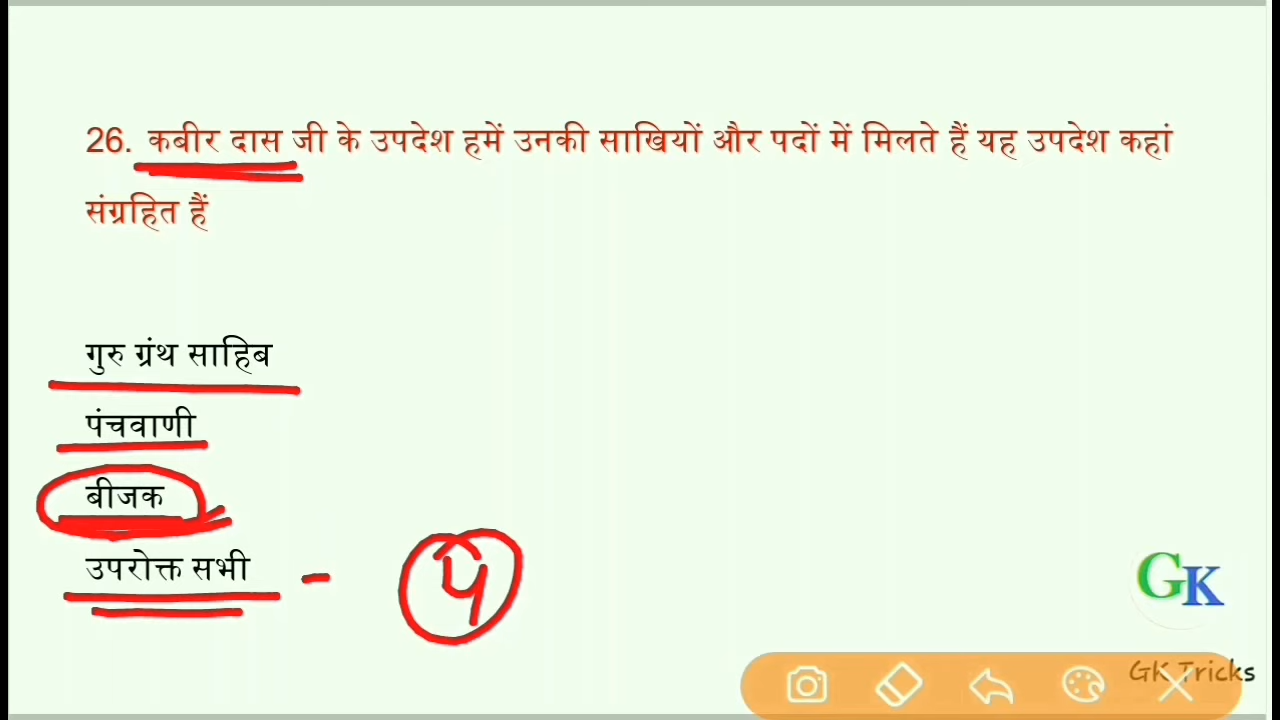 26. कबीर दास जी के उपदेश हमें उनकी साखियों और पदों में मिलते हैं यह उपदेश कहां
संग्रहित हैं
गुरु ग्रंथ साहिब
पंचवाणी
बीजक
उपरोक्त सभी - 4
GK
GK Tricks